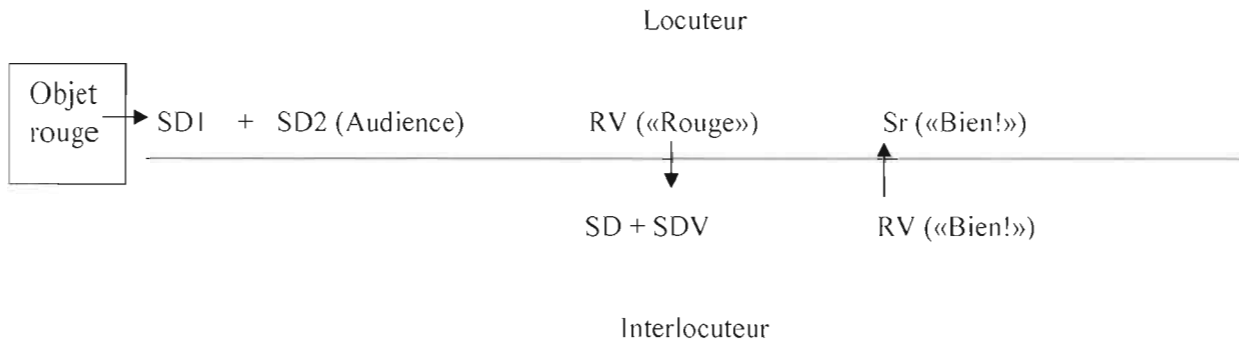 Locuteur
Objet
rouge
SD1 + SD2 (Audience) RV («Rouge») Sr («Bien!»)
SD + SDV RV («Bien!»)
Interlocuteur